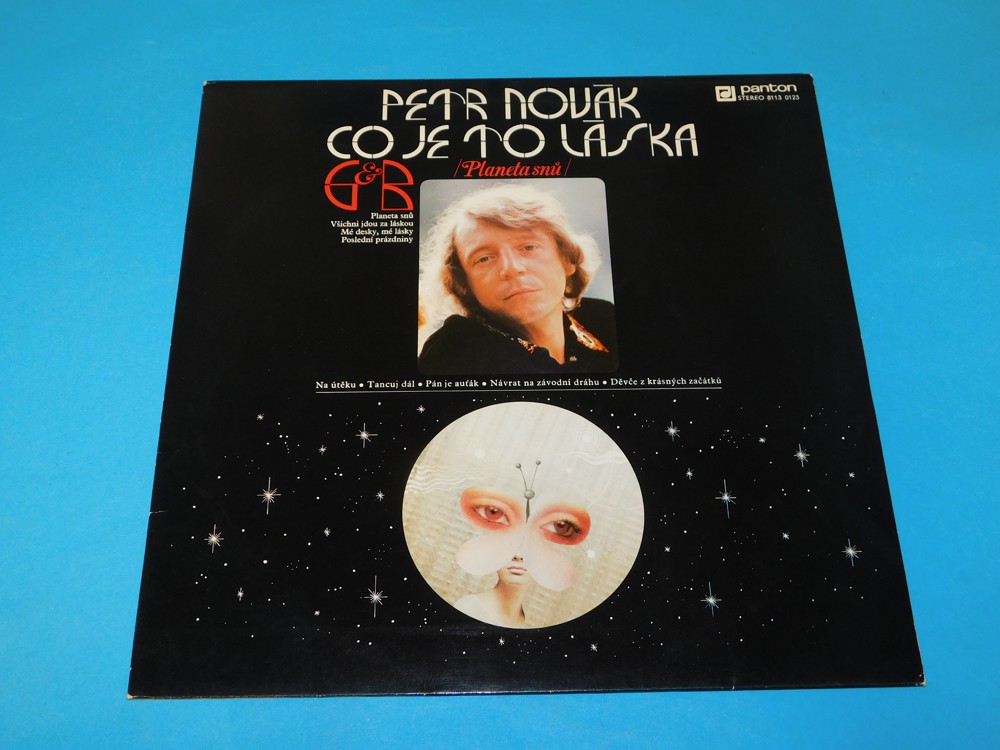 PETR NOVÁK
panton
STEREO 8113 0123
CO JE TO LÁSKA
G&B
/Planeta snů/
Planeta snů
Všichni jdou za láskou
Mé desky, mé lásky
Poslední prázdniny
Na útěku • Tancuj dál • Pán je auťák • Návrat na závodní dráhu • Děvče z krásných začátků